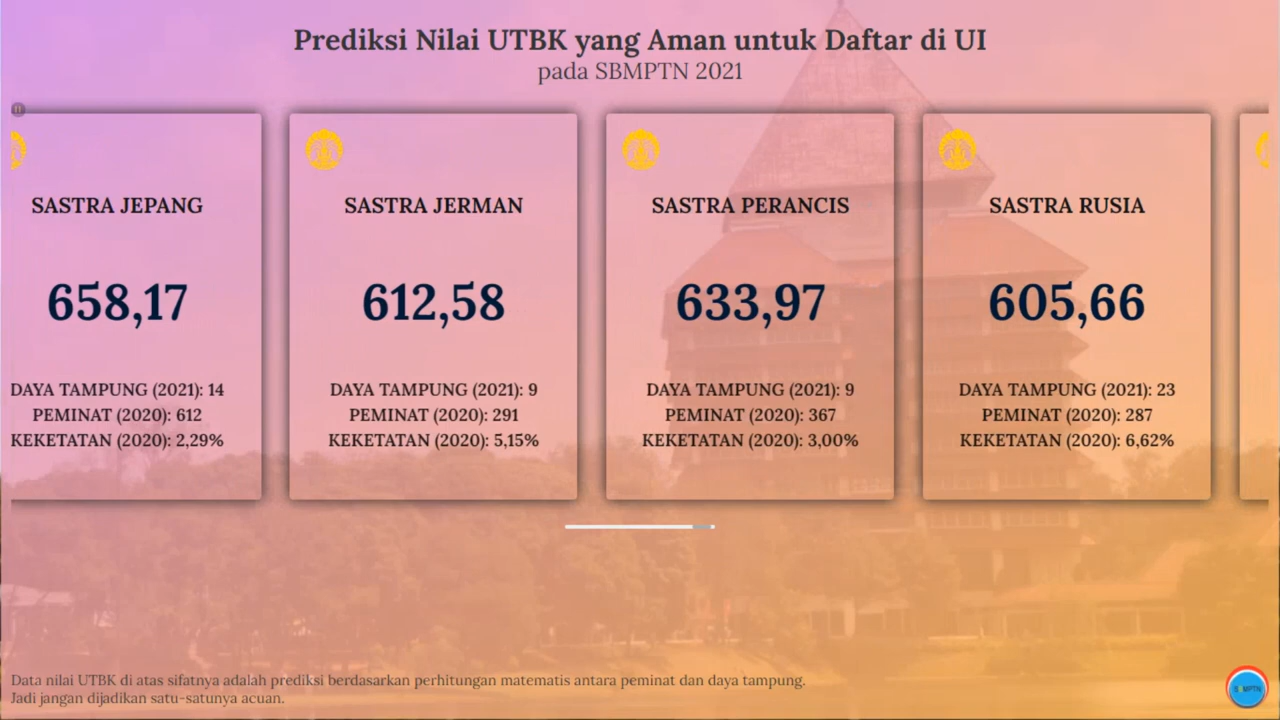 Prediksi Nilai UTBK yang Aman untuk Daftar di UI
pada SBMPTN 2021
SASTRA JEPANG
658,17
DAYA TAMPUNG (2021): 14
PEMINAT (2020): 612
KEKETATAN (2020): 2,29%
SASTRA JERMAN
612,58
DAYA TAMPUNG (2021): 9
PEMINAT (2020): 291
KEKETATAN (2020): 5,15%
SASTRA PERANCIS
633,97
DAYA TAMPUNG (2021): 9
PEMINAT (2020): 367
KEKETATAN (2020): 3,00%
SASTRA RUSIA
605,66
DAYA TAMPUNG (2021): 23
PEMINAT (2020): 287
KEKETATAN (2020): 6,62%
Data nilai UTBK di atas sifatnya adalah prediksi berdasarkan perhitungan matematis antara peminat dan daya tampung.
Jadi jangan dijadikan satu-satunya acuan.
SBMPTN